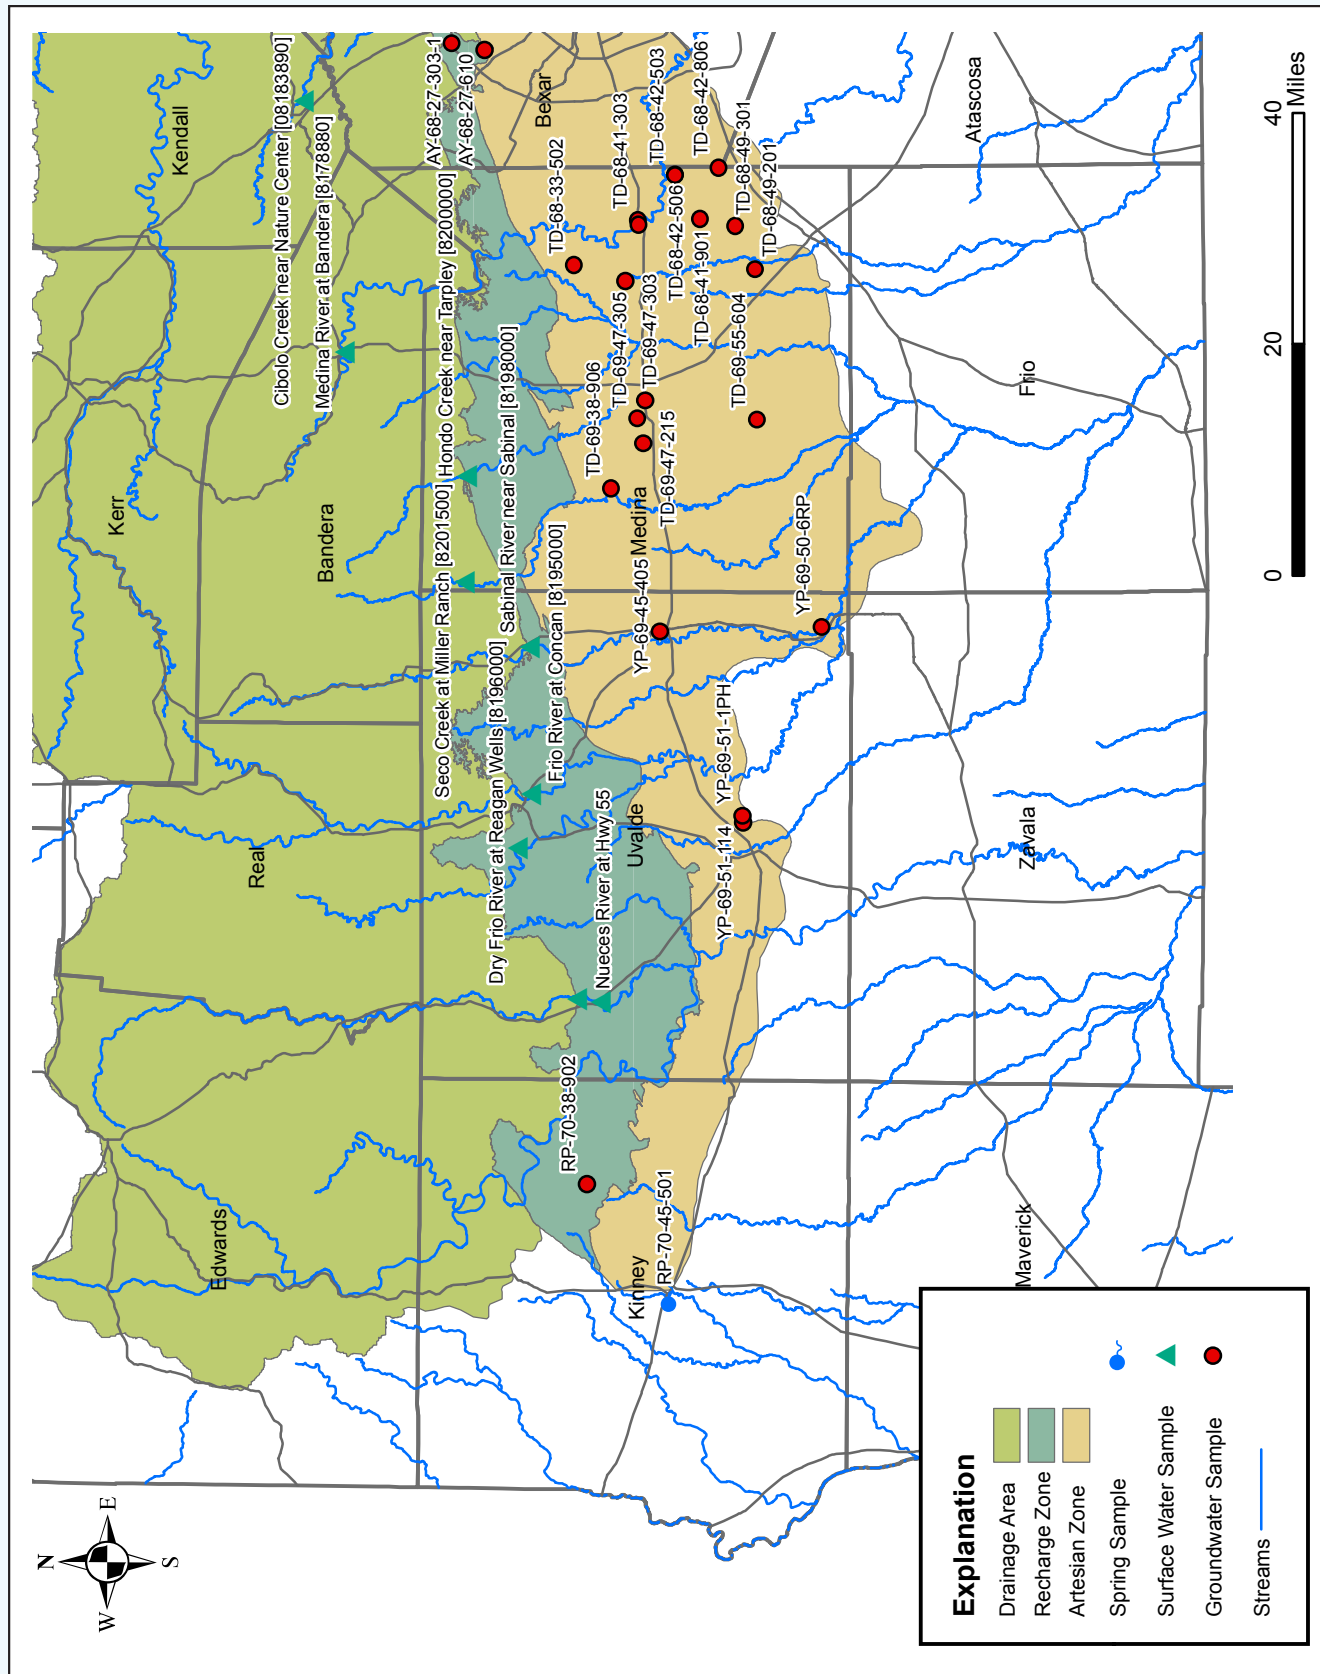 Cibolo Creek near Nature Center [08183890]
Medina River at Bandera [8178880]
Kendall
Kerr
Bandera
Real
Edwards
AY-68-27-303-1
AY-68-27-610
Bexar
Hondo Creek near Tarpley [8200000]
Seco Creek at Miller Ranch [8201500]
Sabinal River near Sabinal [8198000]
Dry Frio River at Reagan Wells [8196000]
Frio River at Concan [8195000]
Nueces River at Hwy 55
TD-68-33-502
TD-68-41-303
TD-68-42-503
TD-68-42-806
TD-68-42-506
TD-68-49-301
TD-68-49-201
TD-68-41-901
TD-69-38-906
TD-69-47-305
TD-69-47-303
TD-69-47-215
TD-69-55-604
Medina
YP-69-45-405
YP-69-50-6RP
YP-69-51-1PH
YP-69-51-114
Uvalde
RP-70-38-902
RP-70-45-501
Kinney
Maverick
Zavala
Frio
Atascosa
N
W
E
S
Explanation
Drainage Area
Recharge Zone
Artesian Zone
Spring Sample
Surface Water Sample
Groundwater Sample
Streams
0
20
40
Miles